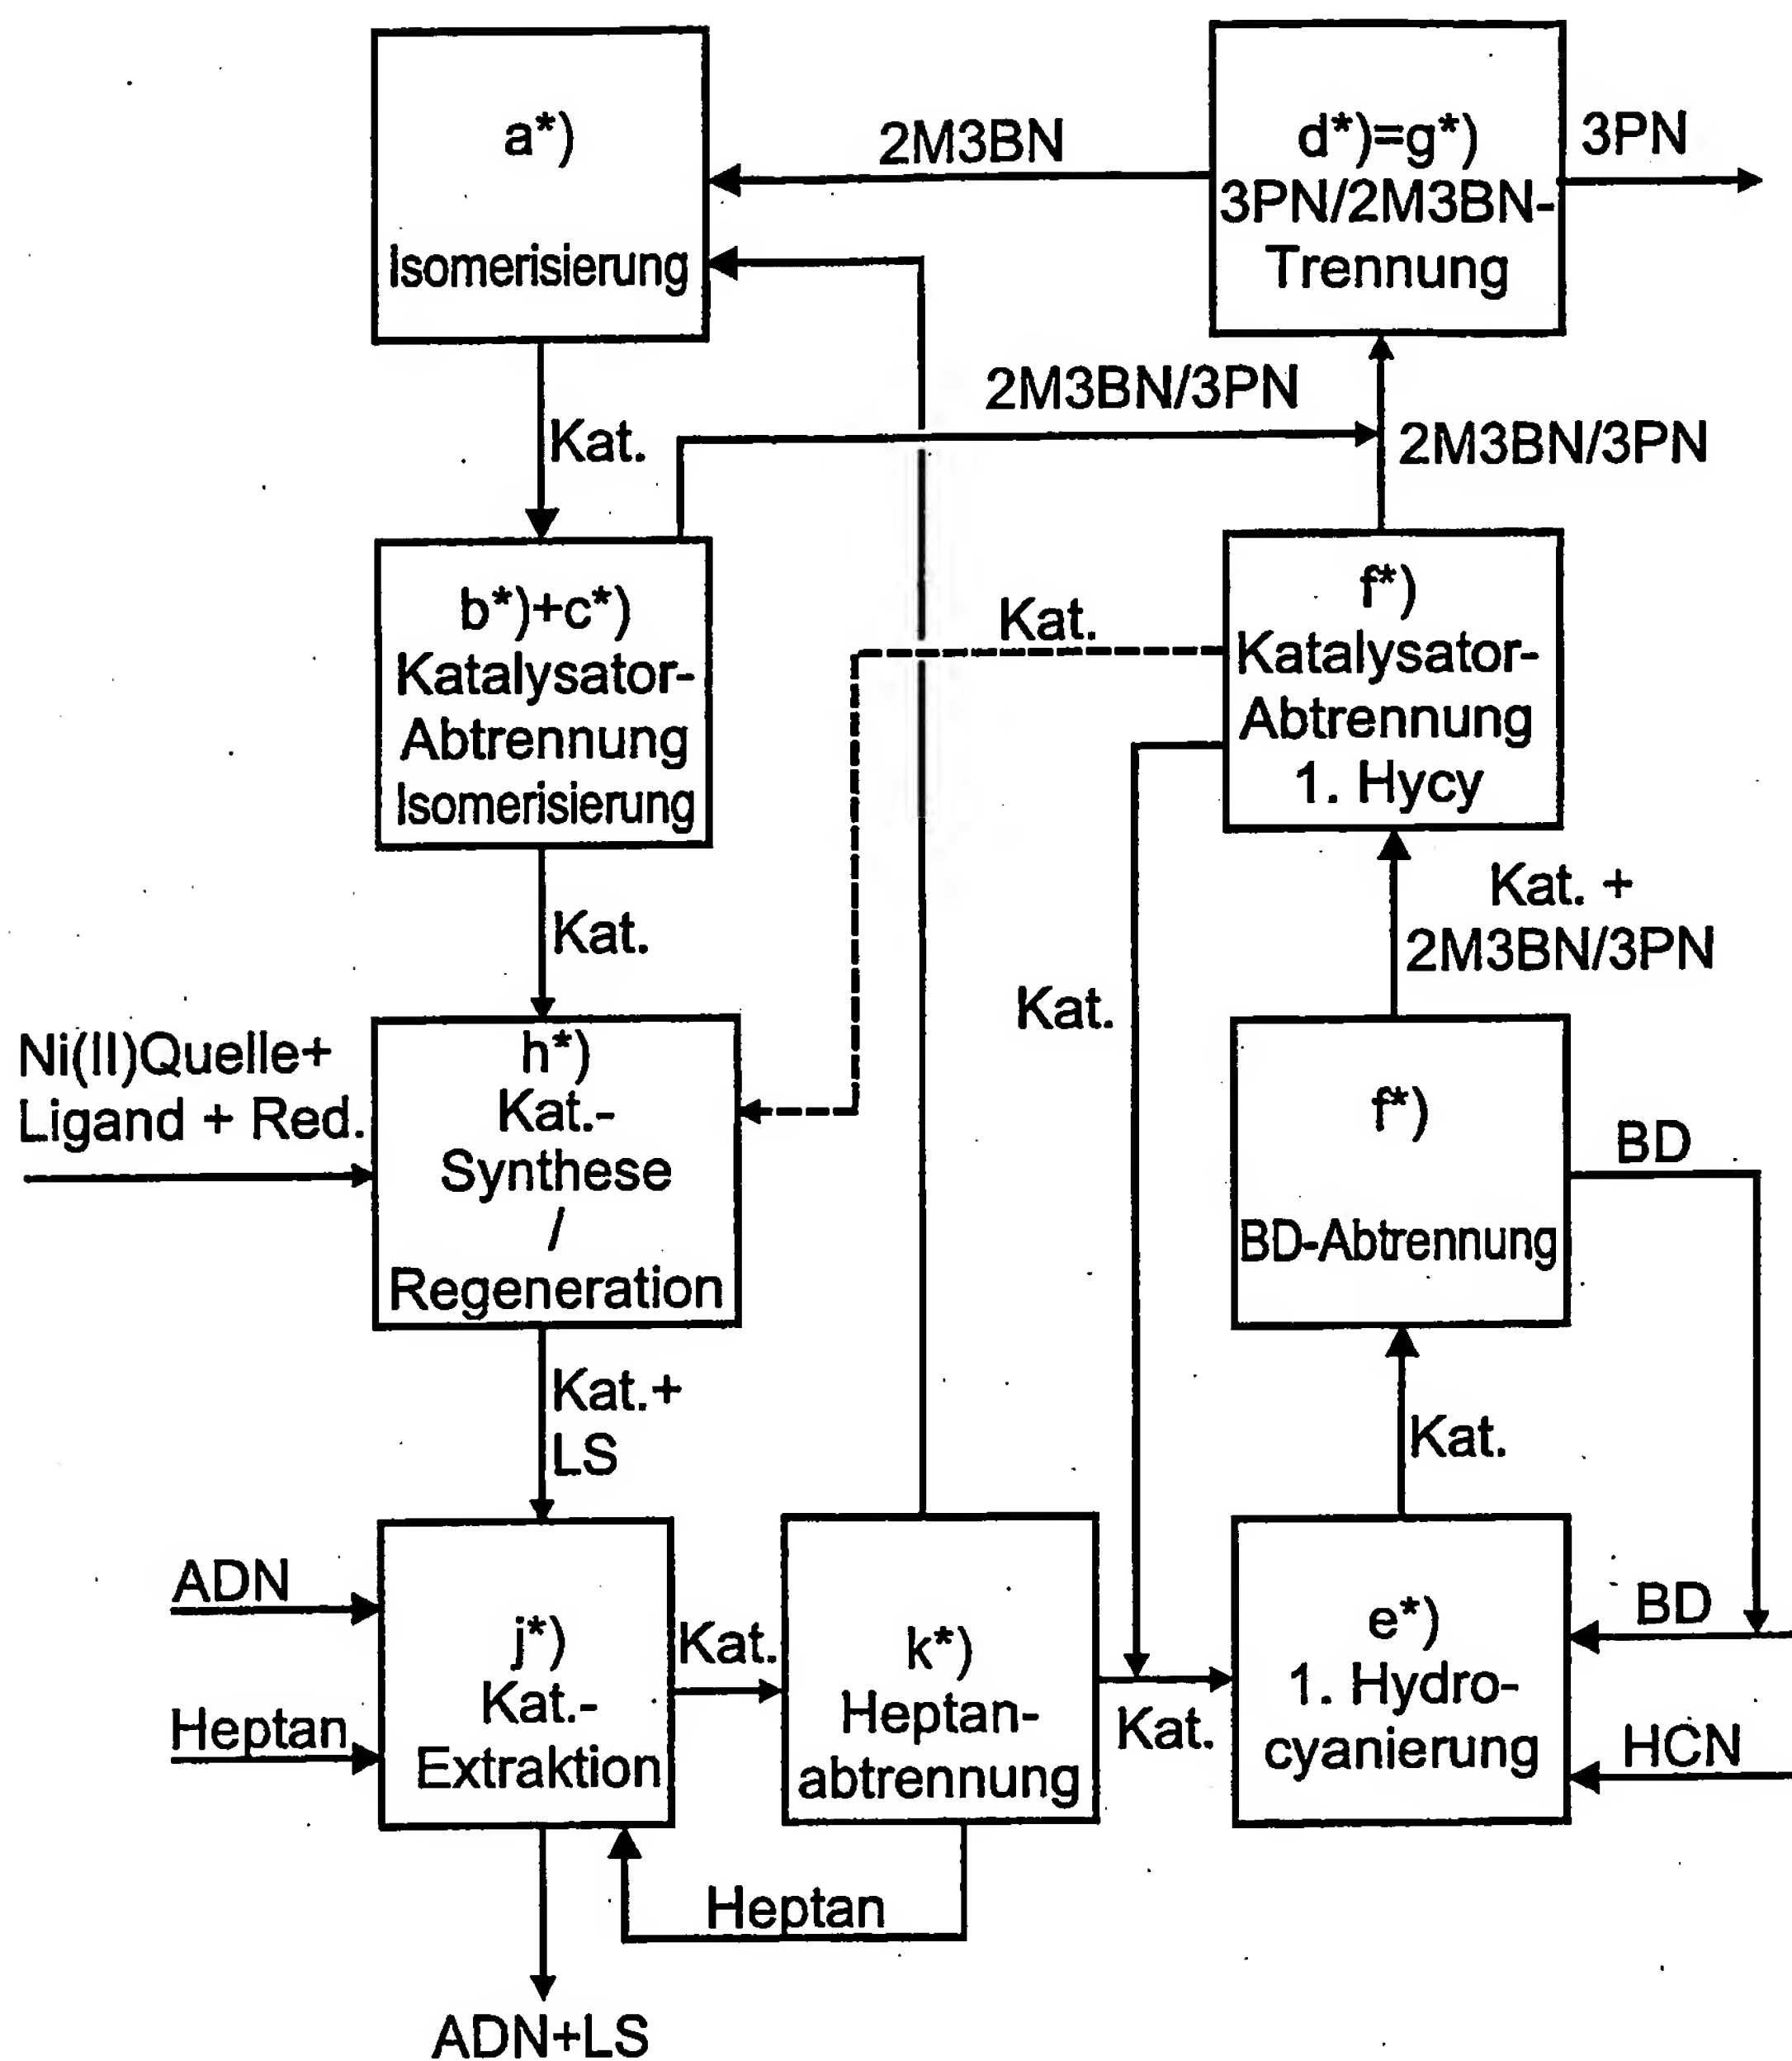 a*)
Isomerisierung
2M3BN
d*)=g*)
3PN/2M3BN-
Trennung
3PN
2M3BN/3PN
2M3BN/3PN
Kat.
b*)+c*)
Katalysator-
Abtrennung
Isomerisierung
Kat.
f*)
Katalysator-
Abtrennung
1. Hycy
Kat.
Kat. +
2M3BN/3PN
Kat.
Ni(II)Quelle+
Ligand + Red.
h*)
Kat.-
Synthese
/
Regeneration
f*)
BD-Abtrennung
BD
Kat.+
LS
Kat.
ADN
Heptan
j*)
Kat.-
Extraktion
Kat.
k*)
Heptan-
abtrennung
Kat.
e*)
1. Hydro-
cyanierung
BD
HCN
Heptan
ADN+LS